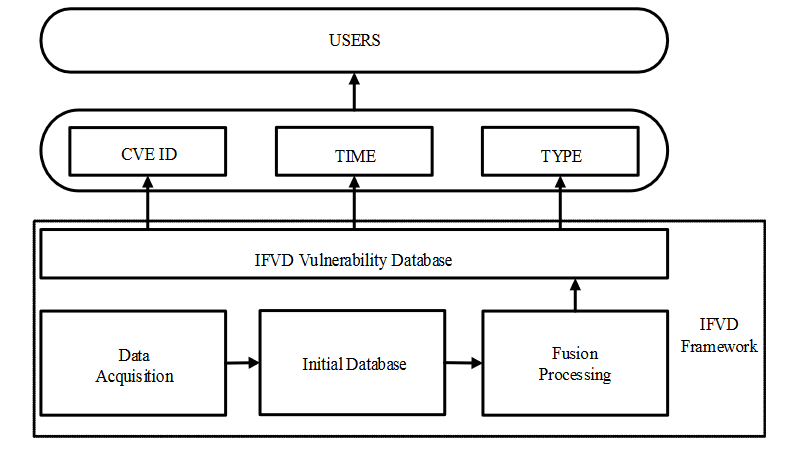 USERS
CVE ID
TIME
TYPE
IFVD Vulnerability Database
Data
Acquisition
Initial Database
Fusion
Processing
IFVD
Framework